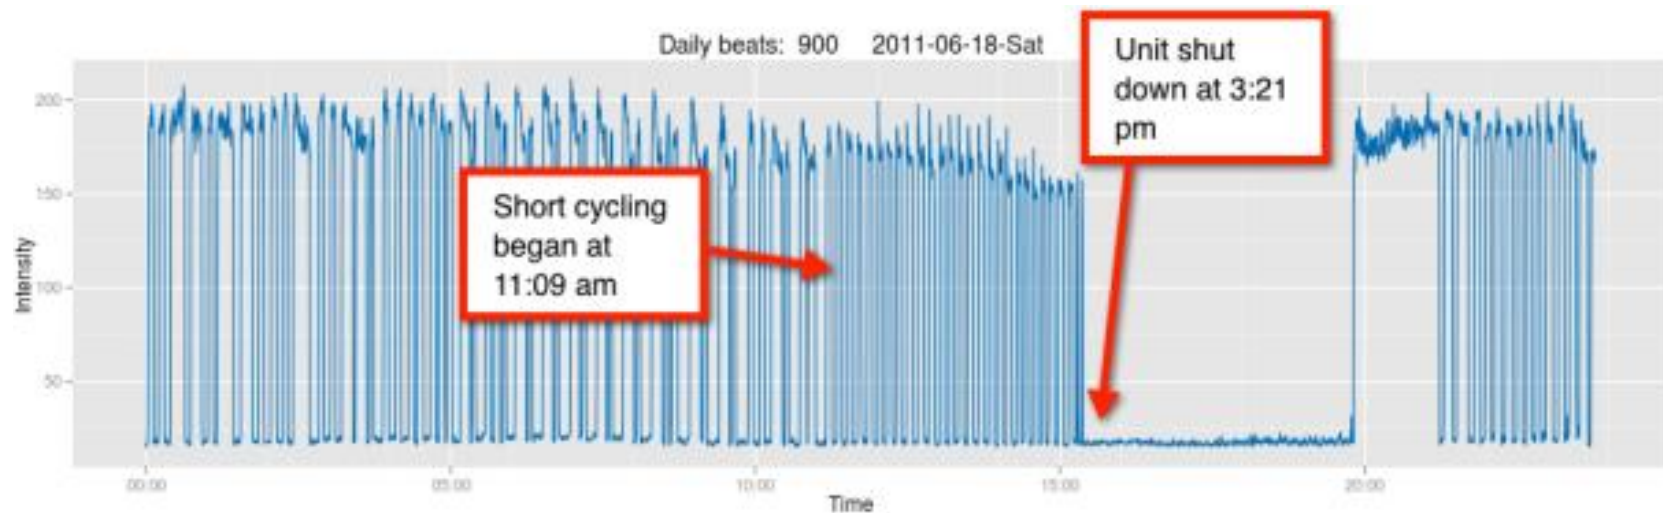 Daily beats: 900 2011-06-18-Sat
Unit shut
down at 3:21
pm
Short cycling
began at
11:09 am
Intensity
200
150
100
50
00:00 05:00 10:00 15:00 20:00
Time